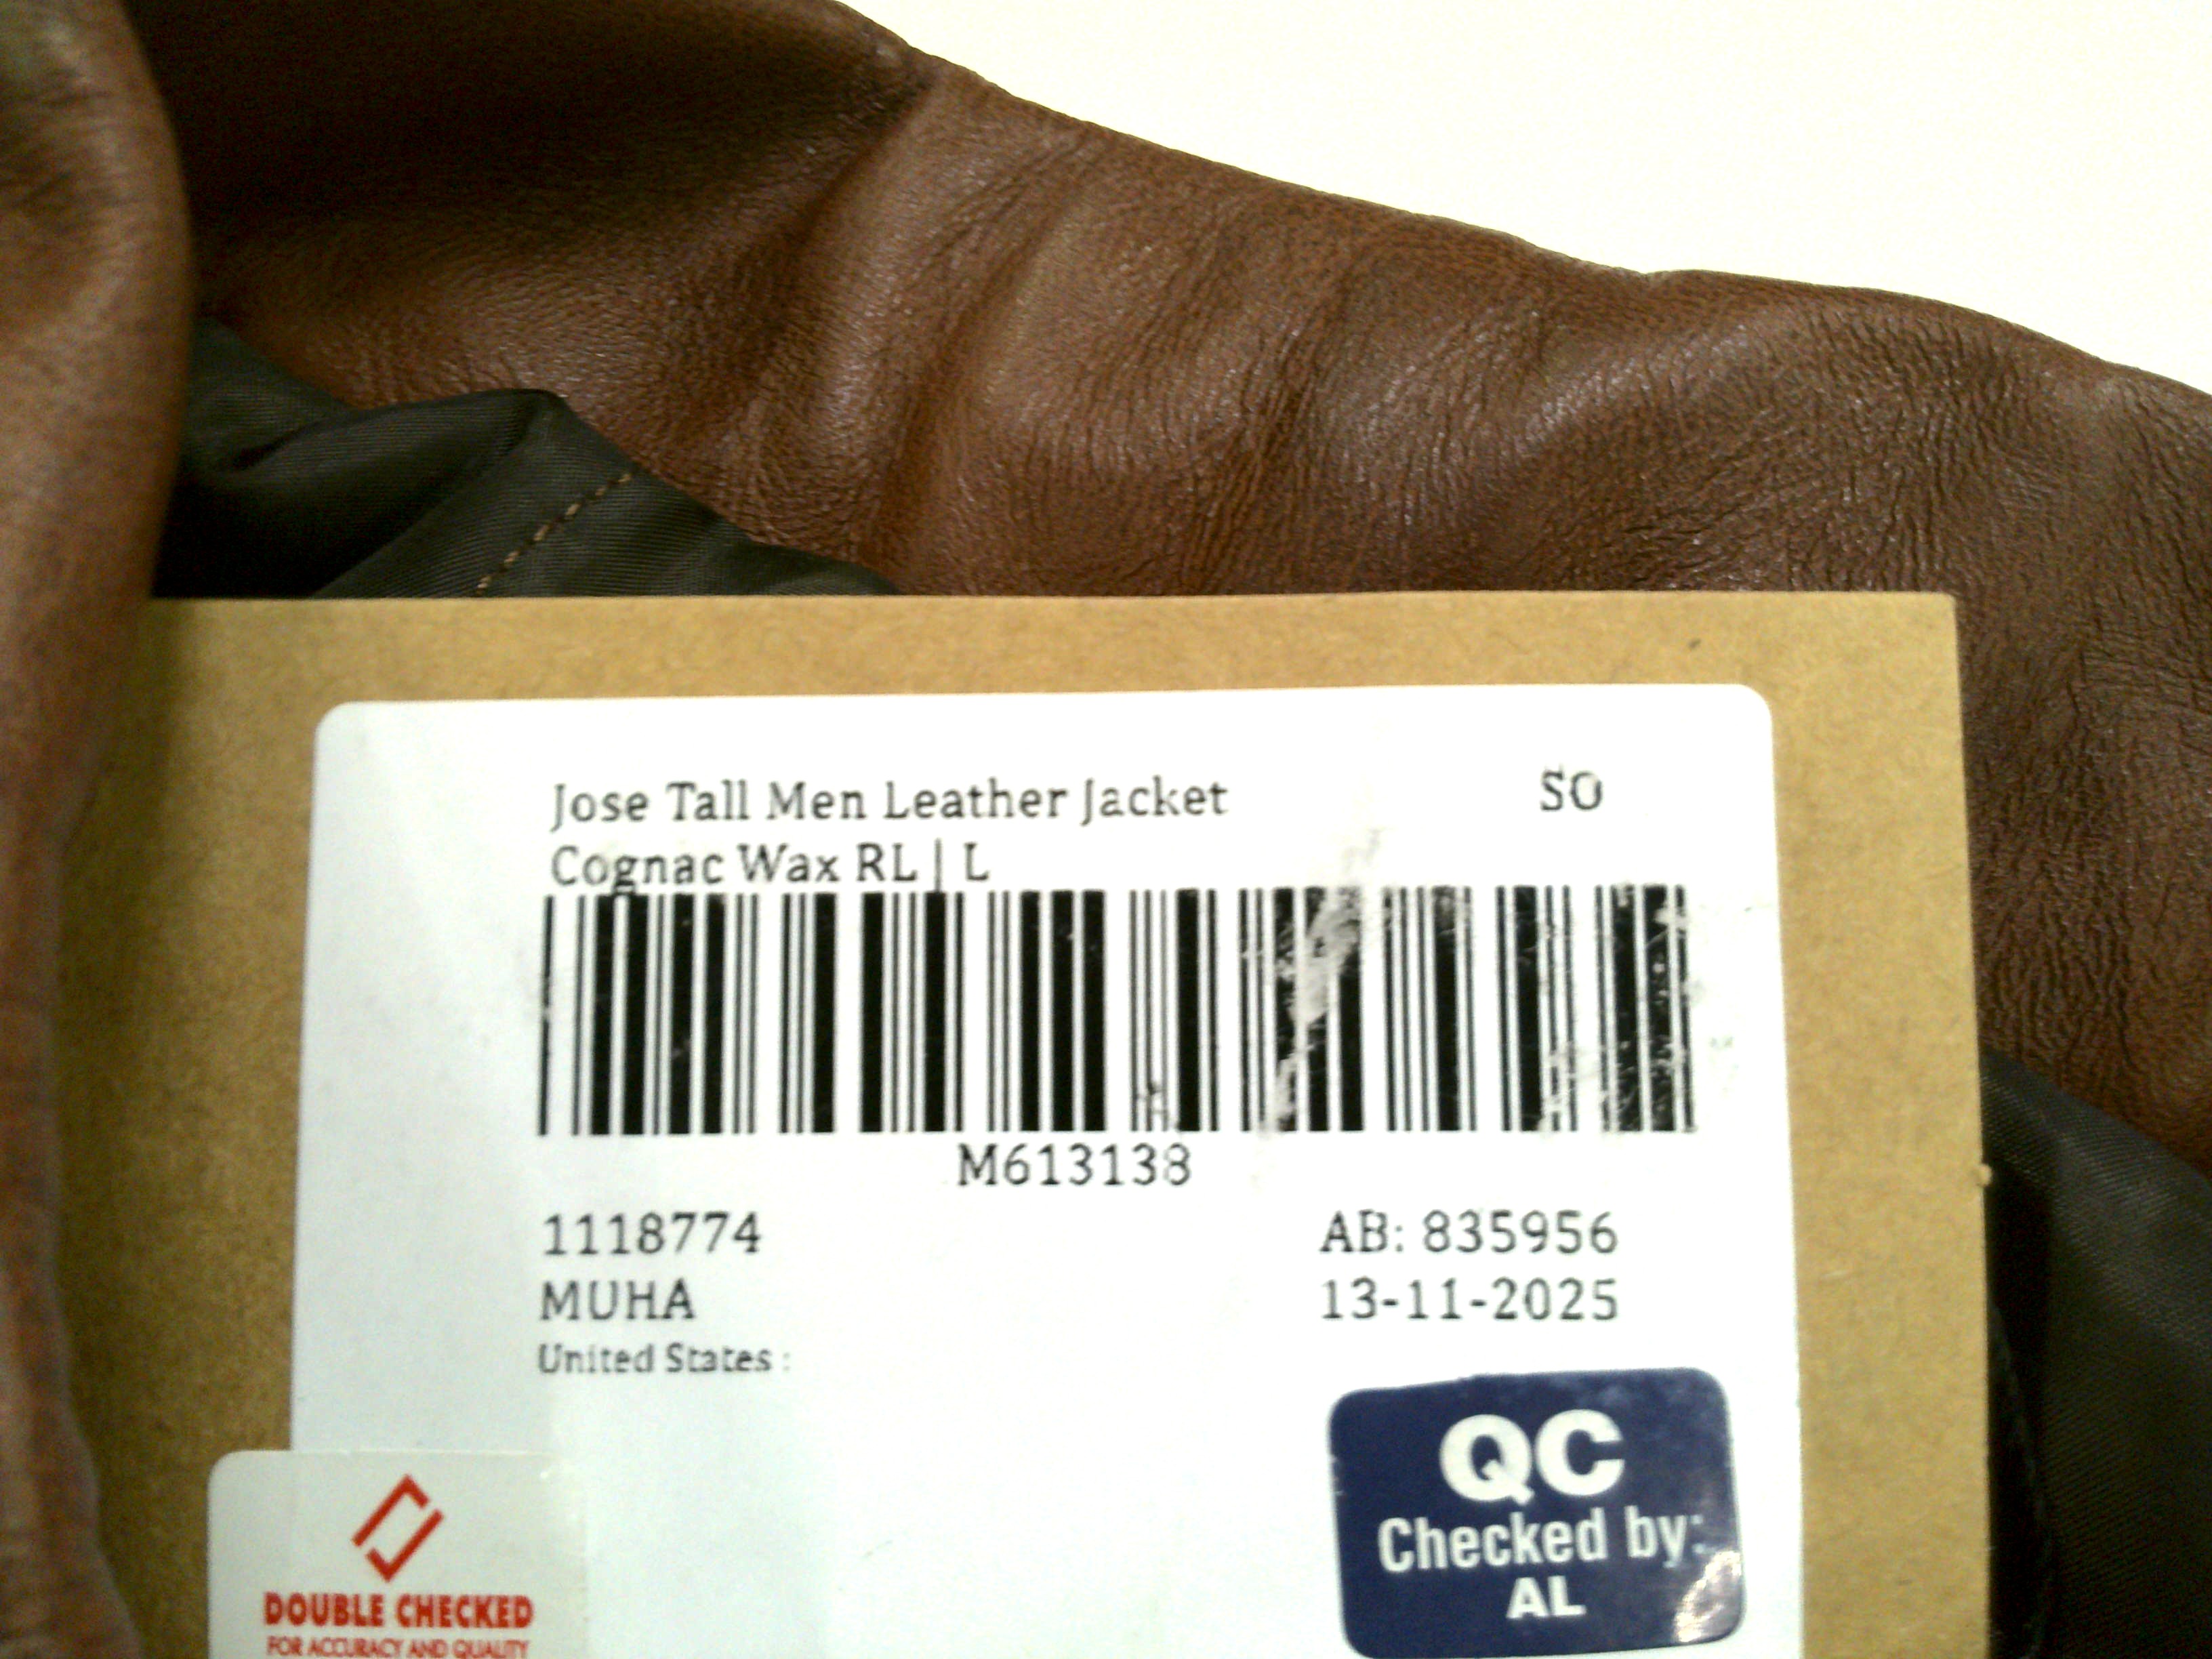 Jose Tall Men Leather Jacket SO
Cognac Wax RL | L
M613138
1118774 AB: 835956
MUHA 13-11-2025
United States :
QC
Checked by:
AL
DOUBLE CHECKED
FOR ACCURACY AND QUALITY